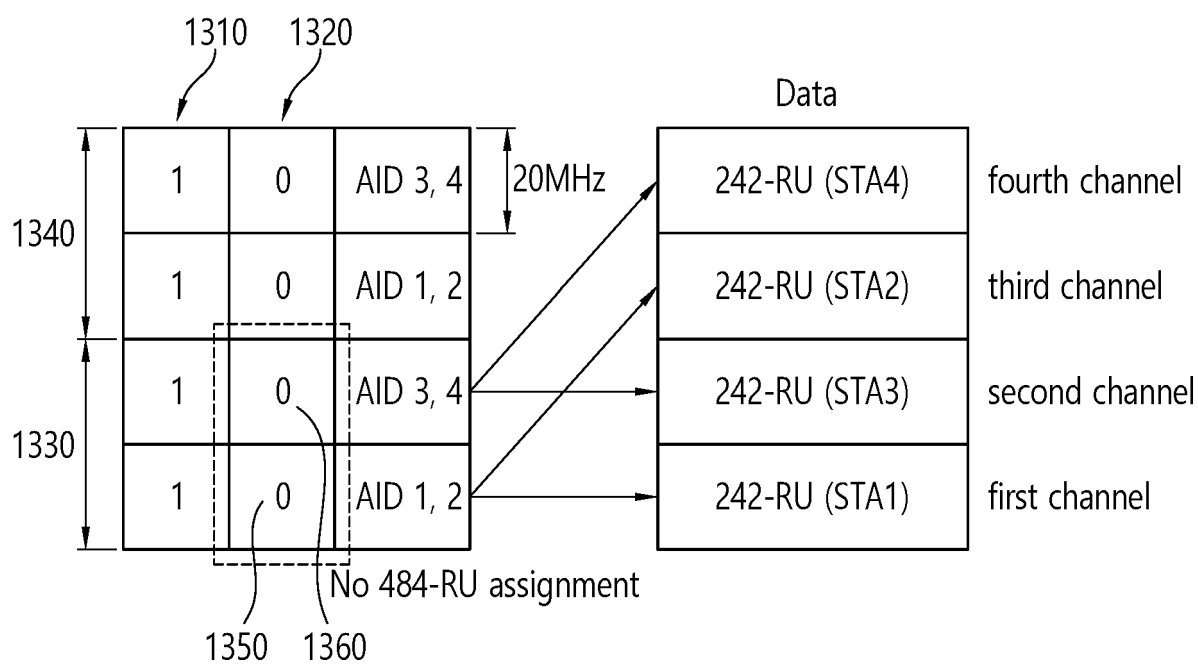 1310 1320
Data
1 0 AID 3, 4 20MHz 242-RU (STA4) fourth channel
1340
1 0 AID 1, 2 242-RU (STA2) third channel
1 0 AID 3, 4 242-RU (STA3) second channel
1330
1 0 AID 1, 2 242-RU (STA1) first channel
No 484-RU assignment
1350 1360